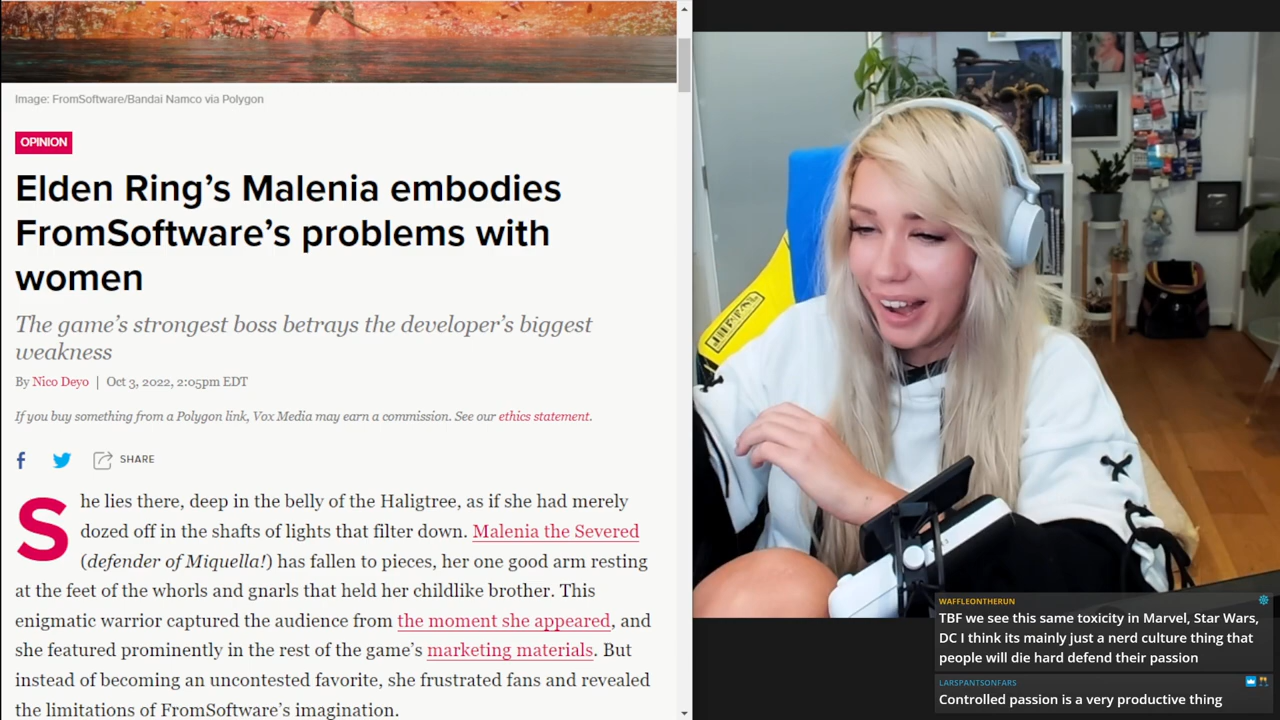 Image: FromSoftware/Bandai Namco via Polygon
OPINION
Elden Ring’s Malenia embodies
FromSoftware’s problems with
women
The game’s strongest boss betrays the developer’s biggest
weakness
By Nico Deyo | Oct 3, 2022, 2:05pm EDT
If you buy something from a Polygon link, Vox Media may earn a commission. See our ethics statement.
SHARE
She lies there, deep in the belly of the Haligtree, as if she had merely
dozed off in the shafts of lights that filter down. Malenia the Severed
(defender of Miquella!) has fallen to pieces, her one good arm resting
at the feet of the whorls and gnarls that held her childlike brother. This
enigmatic warrior captured the audience from the moment she appeared, and
she featured prominently in the rest of the game’s marketing materials. But
instead of becoming an uncontested favorite, she frustrated fans and revealed
the limitations of FromSoftware’s imagination.
WAFFLEONTHERUN
TBF we see this same toxicity in Marvel, Star Wars,
DC I think its mainly just a nerd culture thing that
people will die hard defend their passion
LARSPANTSONFARS
Controlled passion is a very productive thing